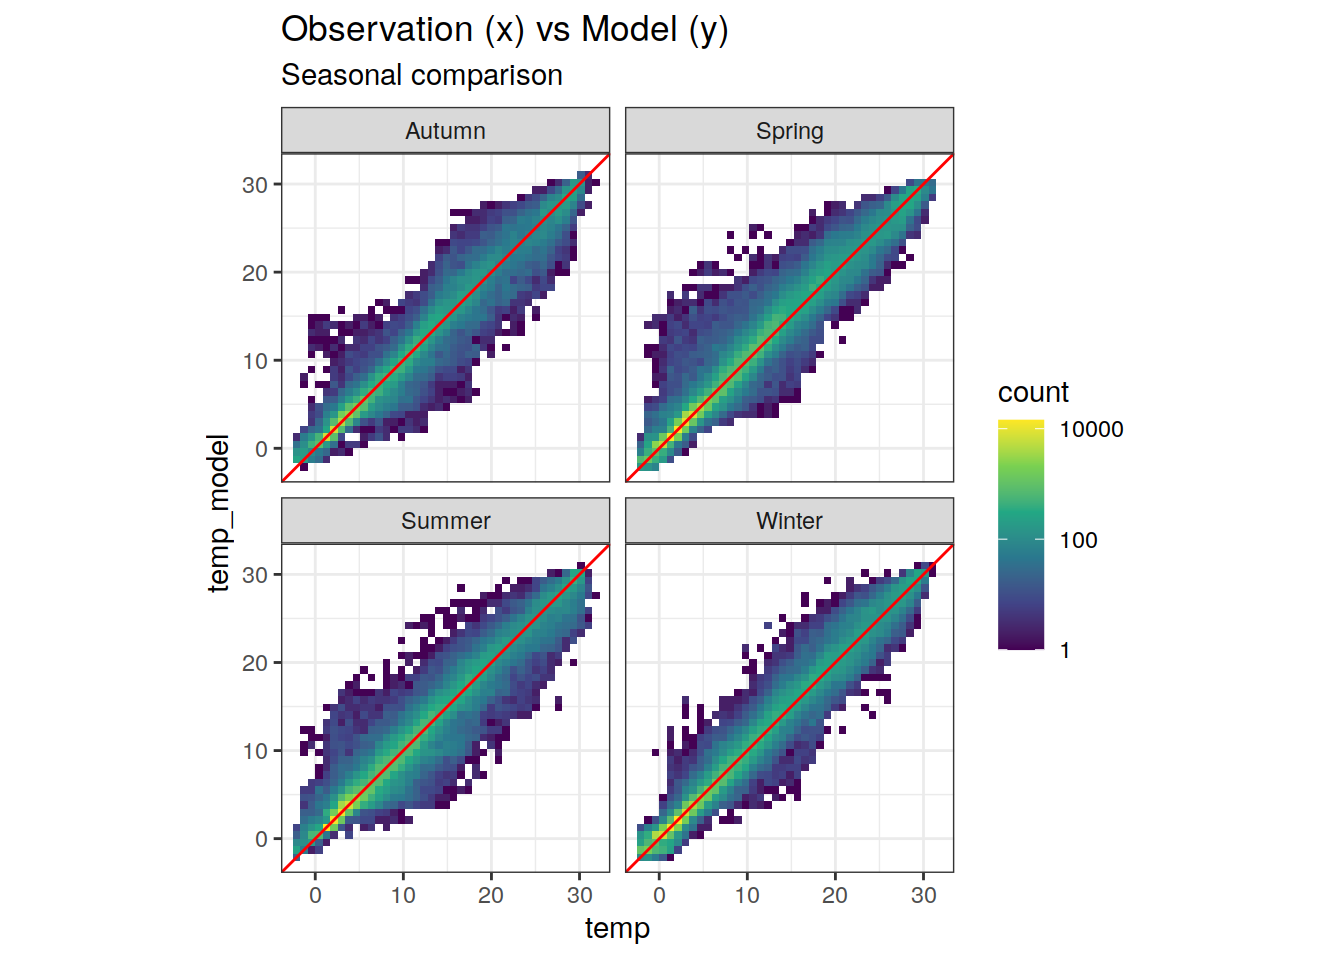 Observation (x) vs Model (y)
Seasonal comparison
Autumn
Spring
30
20
10
0
Summer
Winter
30
20
10
0
0 10 20 30
0 10 20 30
temp
temp_model
count
10000
100
1